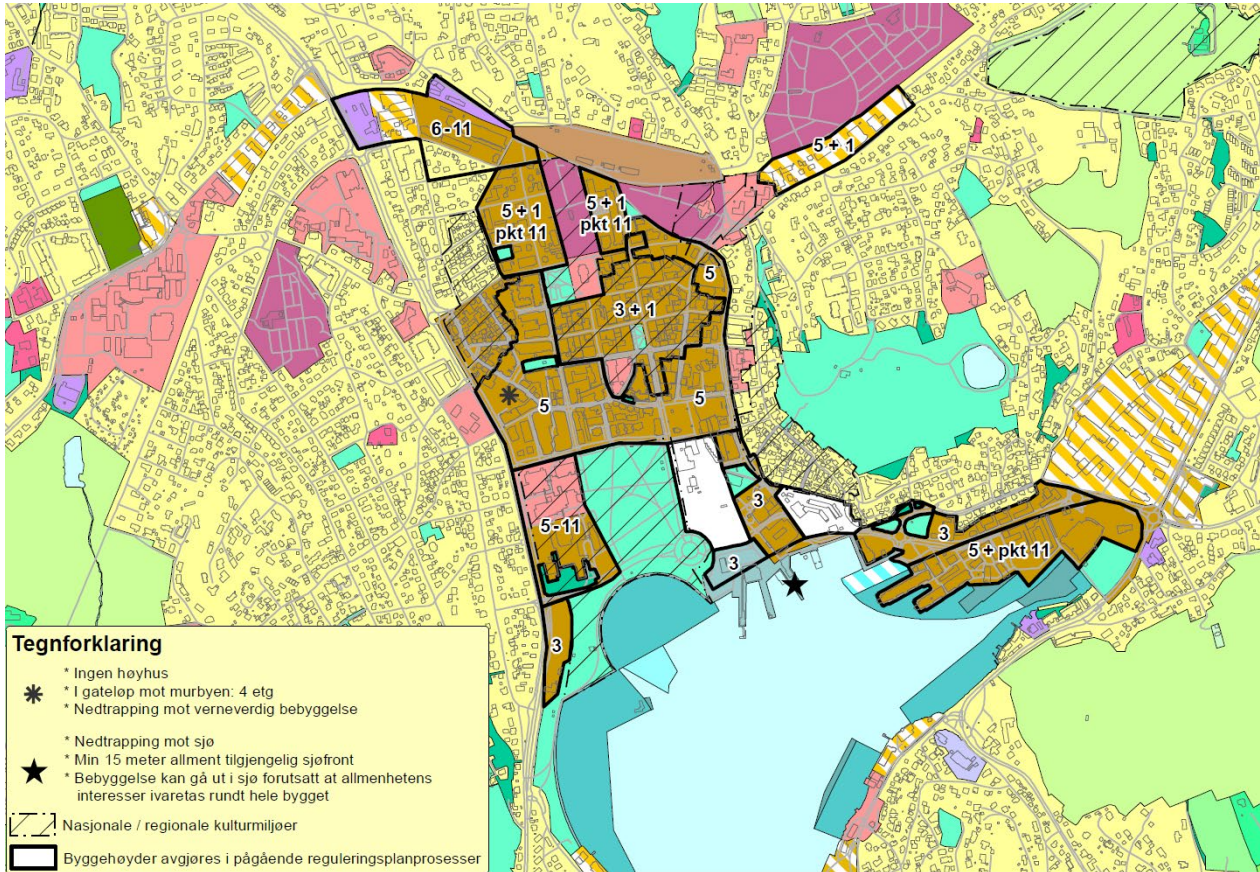 6 - 11
5 + 1
5 + 1
pkt 11
5 + 1
pkt 11
5
3 + 1
5
5
5 - 11
3
3
3
5 + pkt 11
3
Tegnforklaring
* Ingen høyhus
* I gateløp mot murbyen: 4 etg
* Nedtrapping mot verneverdig bebyggelse
* Nedtrapping mot sjø
* Min 15 meter allment tilgjengelig sjøfront
* Bebyggelse kan gå ut i sjø forutsatt at allmenhetens
interesser ivaretas rundt hele bygget
Nasjonale / regionale kulturmiljøer
Byggehøyder avgjøres i pågående reguleringsplanprosesser